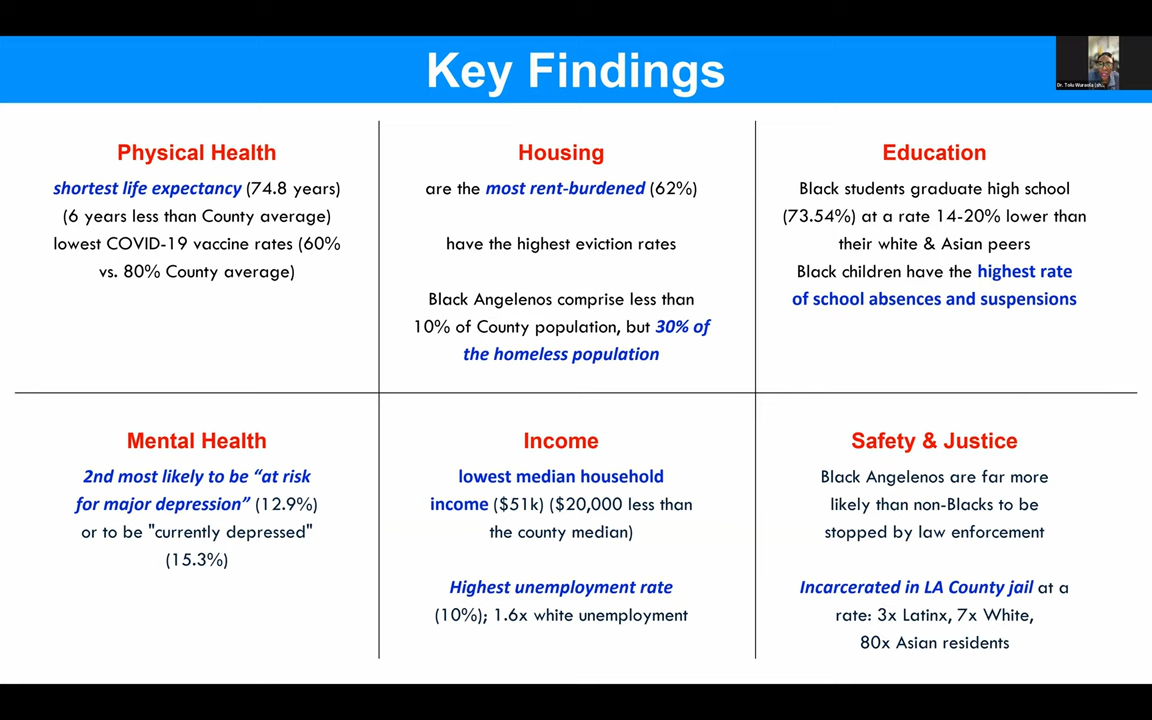 Key Findings
Dr. Tolu Wuraola (sh...
Physical Health
shortest life expectancy (74.8 years)
(6 years less than County average)
lowest COVID-19 vaccine rates (60%
vs. 80% County average)
Housing
are the most rent-burdened (62%)
have the highest eviction rates
Black Angelenos comprise less than
10% of County population, but 30% of
the homeless population
Education
Black students graduate high school
(73.54%) at a rate 14-20% lower than
their white & Asian peers
Black children have the highest rate
of school absences and suspensions
Mental Health
2nd most likely to be “at risk
for major depression” (12.9%)
or to be "currently depressed"
(15.3%)
Income
lowest median household
income ($51k) ($20,000 less than
the county median)
Highest unemployment rate
(10%); 1.6x white unemployment
Safety & Justice
Black Angelenos are far more
likely than non-Blacks to be
stopped by law enforcement
Incarcerated in LA County jail at a
rate: 3x Latinx, 7x White,
80x Asian residents